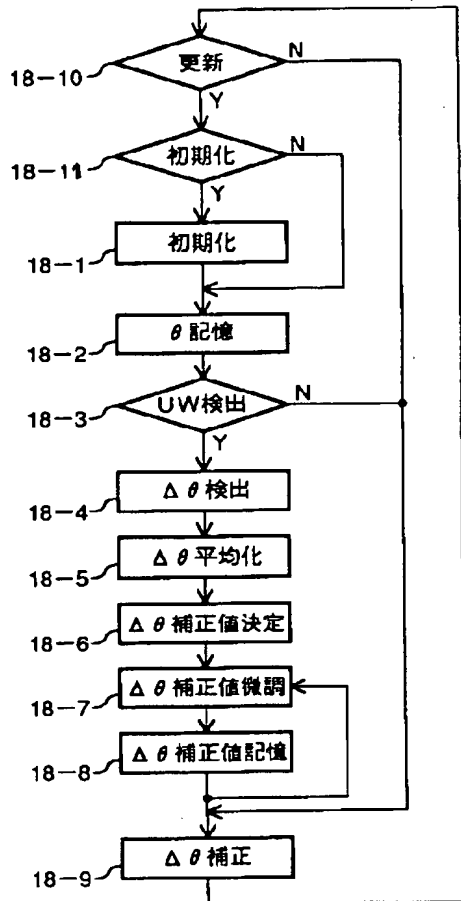 18-10
更新
N
Y
18-11
初期化
N
Y
18-1
初期化
18-2
θ記憶
18-3
UW検出
N
Y
18-4
Δθ検出
18-5
Δθ平均化
18-6
Δθ補正値決定
18-7
Δθ補正値微調
18-8
Δθ補正値記憶
18-9
Δθ補正